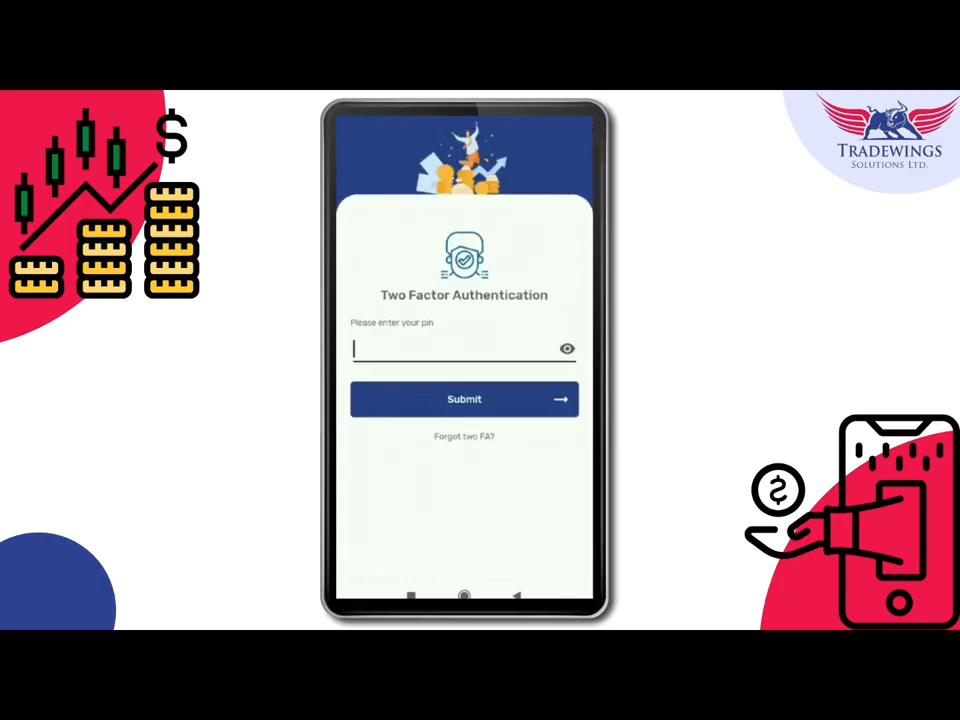 TRADEWINGS
SOLUTIONS LTD.
Two Factor Authentication
Please enter your pin
Submit
Forgot two FA?